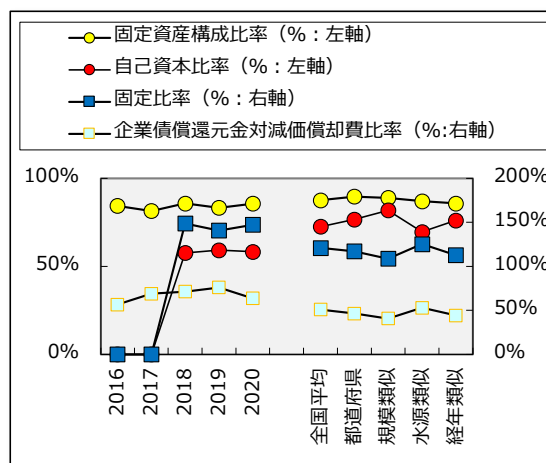 固定資産構成比率（%：左軸）
自己資本比率（%：左軸）
固定比率（%：右軸）
企業債償還元金対減価償却費比率（%:右軸）
100%
50%
0%
200%
150%
100%
50%
0%
2016
2017
2018
2019
2020
全国平均
都道府県
規模類似
水源類似
経年類似